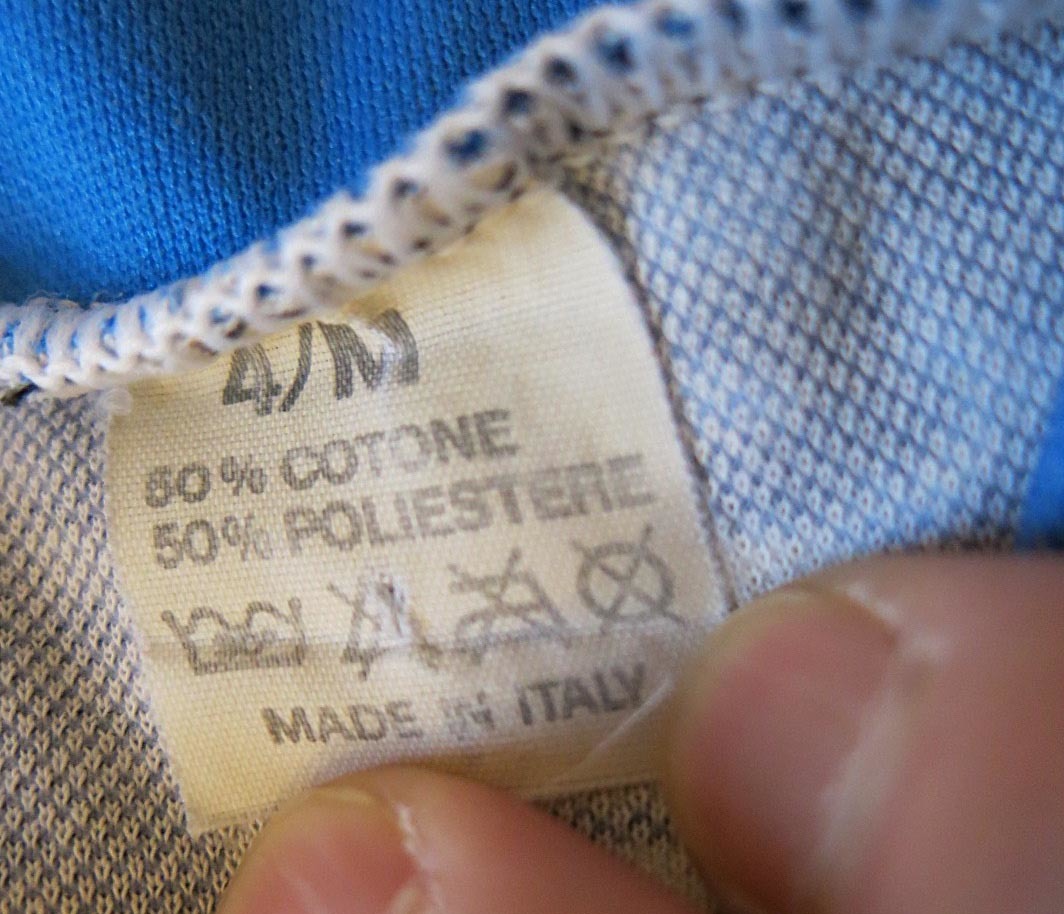 4/M
50% COTONE
50% POLIESTERE
MADE IN ITALY